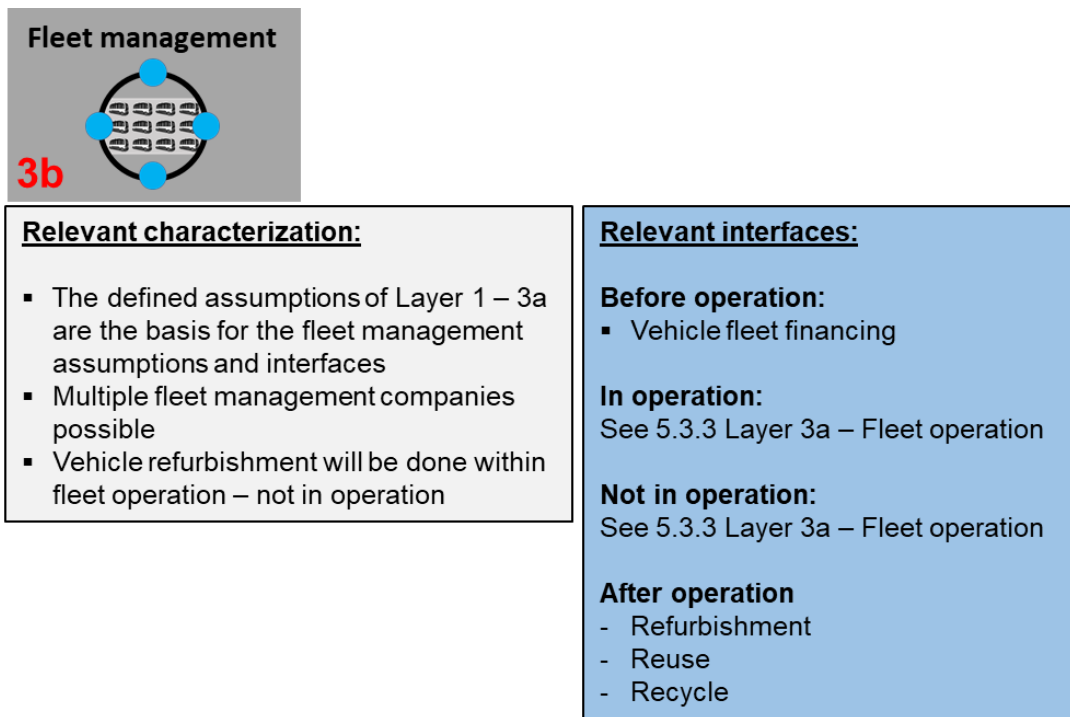 Fleet management
3b
Relevant characterization:
▪ The defined assumptions of Layer 1 – 3a
are the basis for the fleet management
assumptions and interfaces
▪ Multiple fleet management companies
possible
▪ Vehicle refurbishment will be done within
fleet operation – not in operation
Relevant interfaces:
Before operation:
▪ Vehicle fleet financing
In operation:
See 5.3.3 Layer 3a – Fleet operation
Not in operation:
See 5.3.3 Layer 3a – Fleet operation
After operation
- Refurbishment
- Reuse
- Recycle